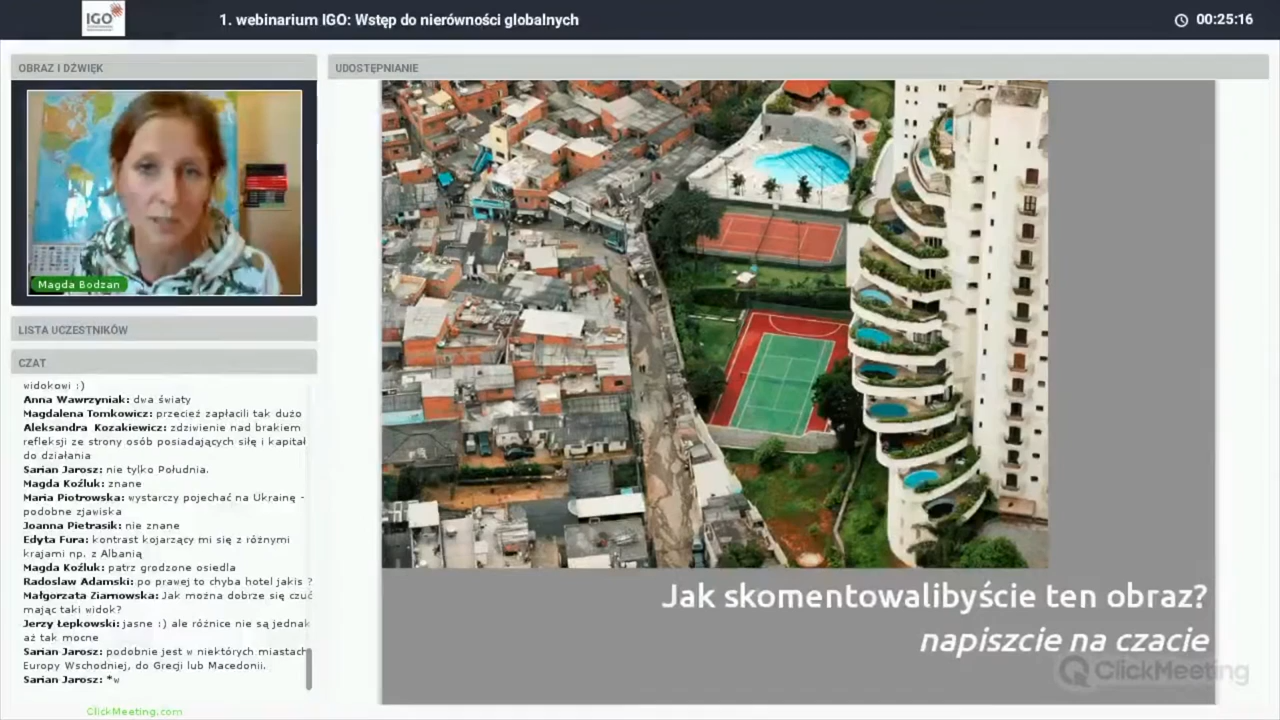 IGO
1. webinarium IGO: Wstęp do nierówności globalnych
00:25:16
OBRAZ I DŹWIĘK
UDOSTĘPNIANIE
Magda Bodzan
LISTA UCZESTNIKÓW
CZAT
widokowi :)
Anna Wawrzyniak: dwa światy
Magdalena Tomkowicz: przecież zapłacili tak dużo
Aleksandra Kozakiewicz: zdziwienie nad brakiem
refleksji ze strony osób posiadających siłę i kapitał
do działania
Sarian Jarosz: nie tylko Południa.
Magda Koźluk: znane
Maria Piotrowska: wystarczy pojechać na Ukrainę -
podobne zjawiska
Joanna Pietrasik: nie znane
Edyta Fura: kontrast kojarzący mi się z różnymi
krajami np. z Albanią
Magda Koźluk: patrz grodzone osiedla
Radosław Adamski: po prawej to chyba hotel jakis ?
Małgorzata Ziarnowska: Jak można dobrze się czuć
mając taki widok?
Jerzy Łepkowski: jasne :) ale różnice nie są jednak
aż tak mocne
Sarian Jarosz: podobnie jest w niektórych miastach
Europy Wschodniej, do Grecji lub Macedonii.
Sarian Jarosz: *w
ClickMeeting.com
Jak skomentowalibyście ten obraz?
napiszcie na czacie
ClickMeeting